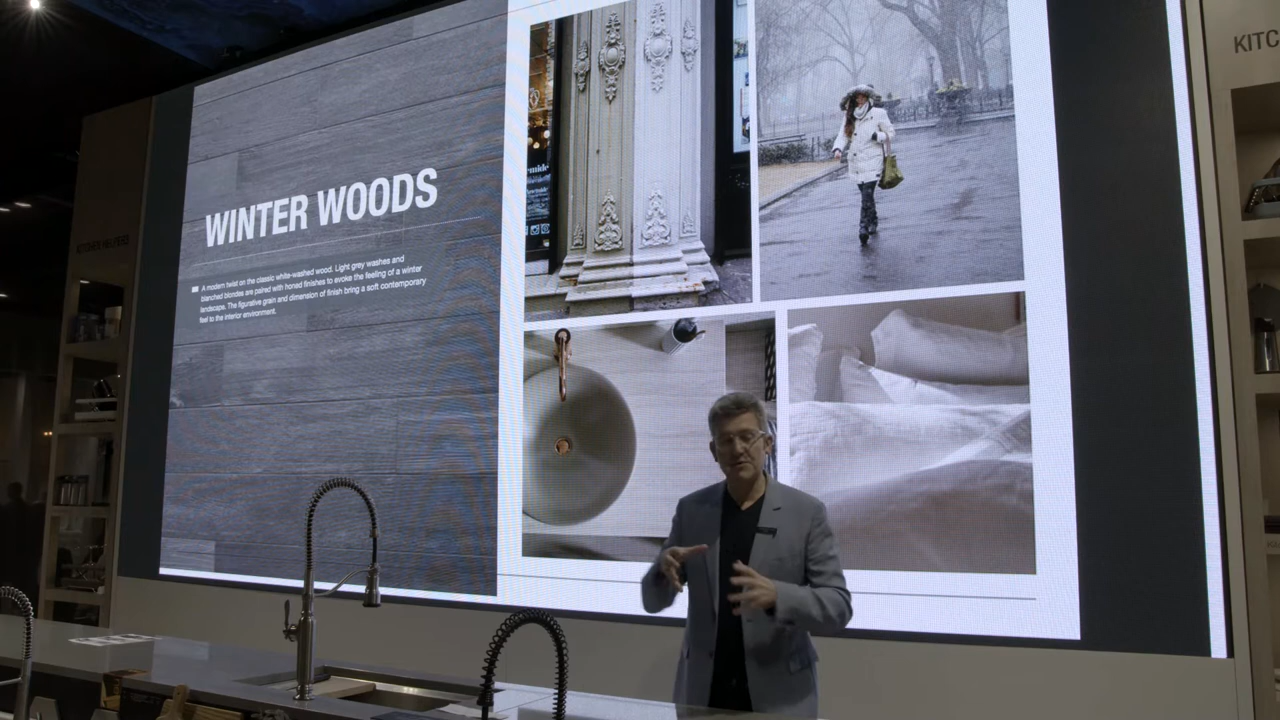 KITC
KITCHEN HELPERS
WINTER WOODS
A modern twist on the classic white-washed wood. Light grey washes and
blanched blondes are paired with honed finishes to evoke the feeling of a winter
landscape. The figurative grain and dimension of finish bring a soft contemporary
feel to the interior environment.